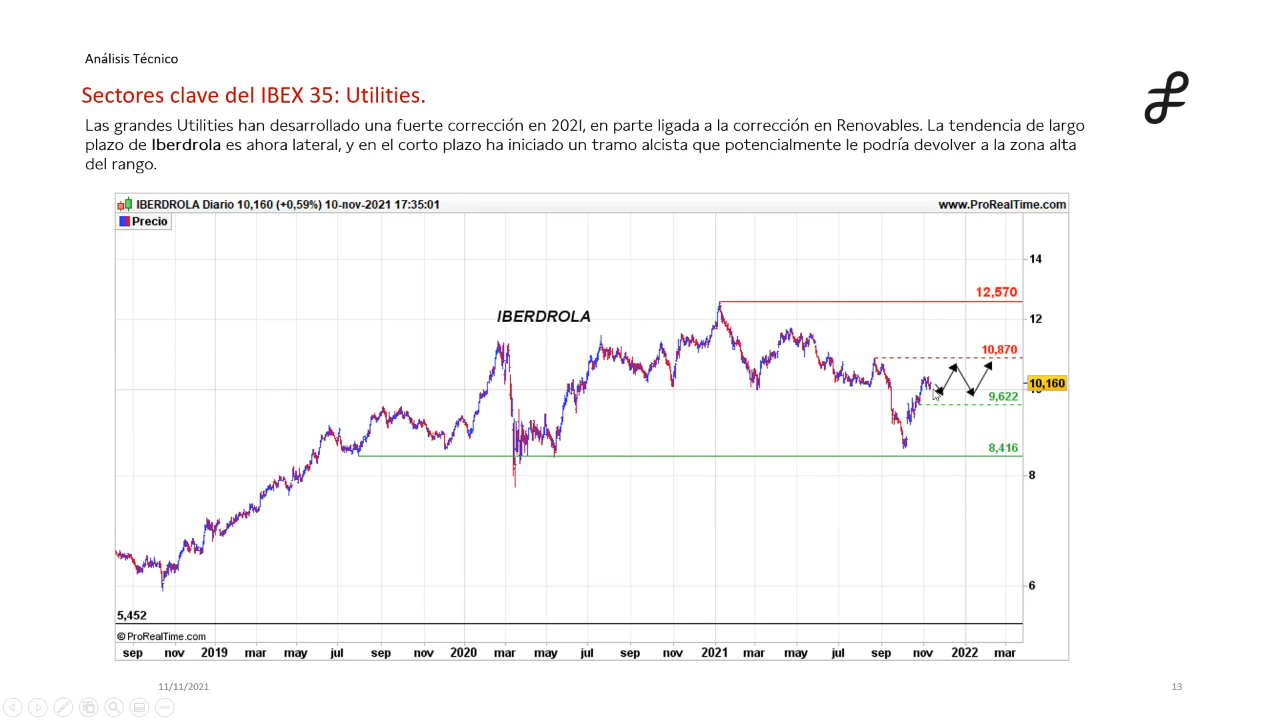 Análisis Técnico
Sectores clave del IBEX 35: Utilities.
Las grandes Utilities han desarrollado una fuerte corrección en 2021, en parte ligada a la corrección en Renovables. La tendencia de largo
plazo de Iberdrola es ahora lateral, y en el corto plazo ha iniciado un tramo alcista que potencialmente le podría devolver a la zona alta
del rango.
IBERDROLA Diario 10,160 (+0,59%) 10-nov-2021 17:35:01
www.ProRealTime.com
Precio
14
12,570
IBERDROLA
12
10,870
10,160
9,622
8,416
8
6
5,452
© ProRealTime.com
sep nov 2019 mar may jul sep nov 2020 mar may jul sep nov 2021 mar may jul sep nov 2022 mar
11/11/2021
13